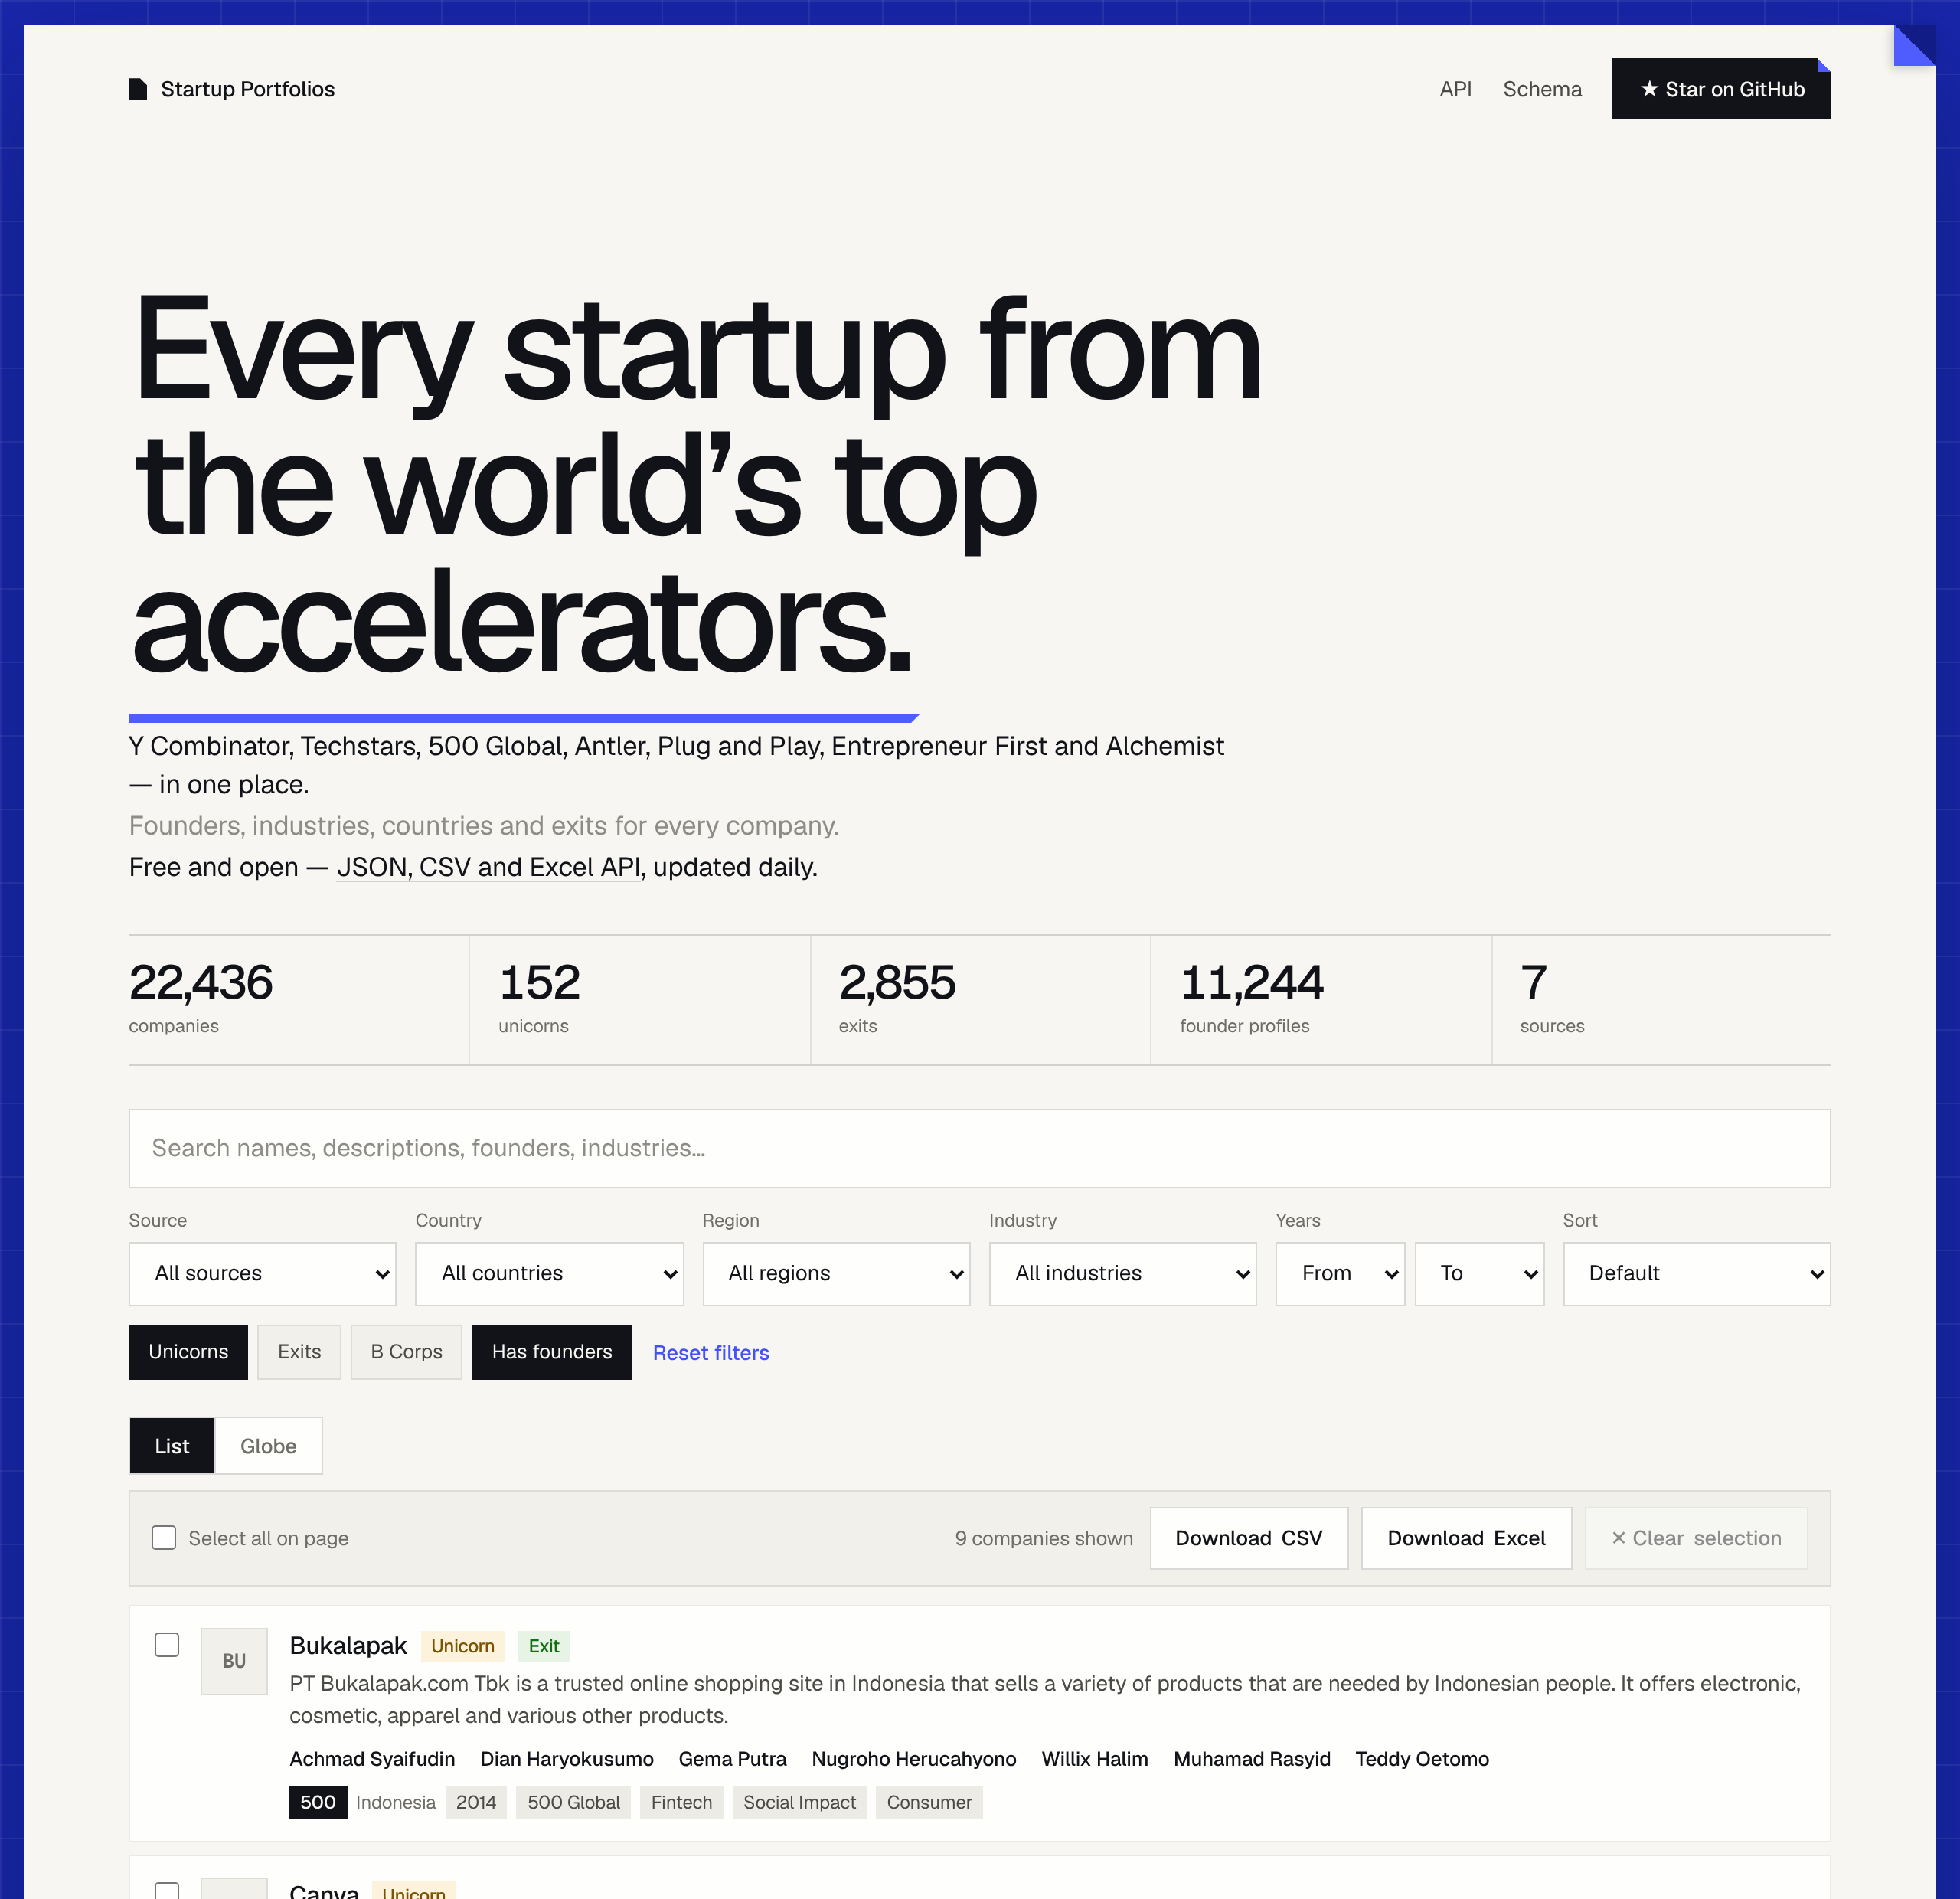 Startup Portfolios
API
Schema
★ Star on GitHub
Every startup from
the world’s top
accelerators.
Y Combinator, Techstars, 500 Global, Antler, Plug and Play, Entrepreneur First and Alchemist
— in one place.
Founders, industries, countries and exits for every company.
Free and open — JSON, CSV and Excel API, updated daily.
22,436
companies
152
unicorns
2,855
exits
11,244
founder profiles
7
sources
Search names, descriptions, founders, industries…
Source
Country
Region
Industry
Years
Sort
All sources
All countries
All regions
All industries
From
To
Default
Unicorns
Exits
B Corps
Has founders
Reset filters
List
Globe
Select all on page
9 companies shown
Download CSV
Download Excel
✕ Clear selection
BU
Bukalapak
Unicorn
Exit
PT Bukalapak.com Tbk is a trusted online shopping site in Indonesia that sells a variety of products that are needed by Indonesian people. It offers electronic,
cosmetic, apparel and various other products.
Achmad Syaifudin Dian Haryokusumo Gema Putra Nugroho Herucahyono Willix Halim Muhamad Rasyid Teddy Oetomo
500 Indonesia 2014 500 Global Fintech Social Impact Consumer
Canva
Unicorn